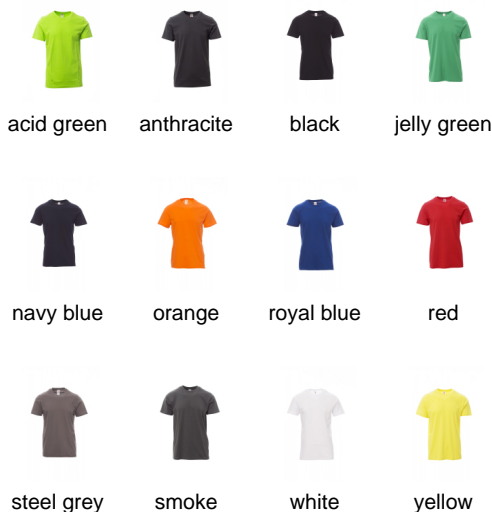 acid green anthracite black jelly green
navy blue orange royal blue red
steel grey smoke white yellow